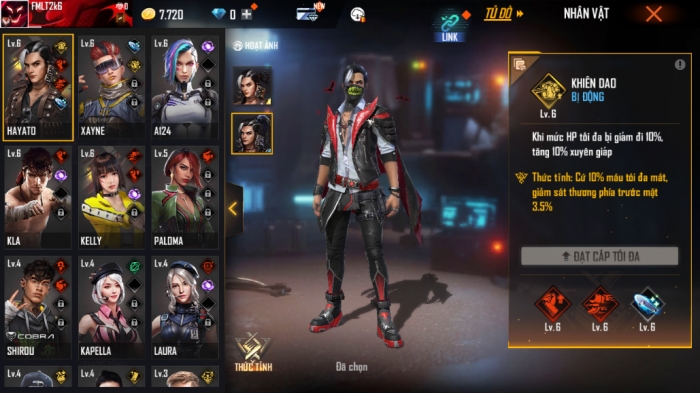 FMLT2k6
0
7.720
0
NEW
LINK
TỦ ĐỒ
NHÂN VẬT
Lv.6
HAYATO
Lv.6
XAYNE
Lv.6
AI24
Lv.6
KLA
Lv.6
KELLY
Lv.5
PALOMA
Lv.4
COBRA
SHIROU
Lv.4
KAPELLA
Lv.4
LAURA
Lv.4
Lv.4
Lv.3
HOẠT ẢNH
THỨC TỈNH
Đã chọn
KHIÊN DAO
BỊ ĐỘNG
Lv. 6
Khi mức HP tối đa bị giảm đi 10%,
tăng 10% xuyên giáp
Thức tỉnh: Cứ 10% máu tối đa mất,
giảm sát thương phía trước mặt
3.5%
ĐẠT CẤP TỐI ĐA
Lv. 6
Lv. 6
Lv. 6